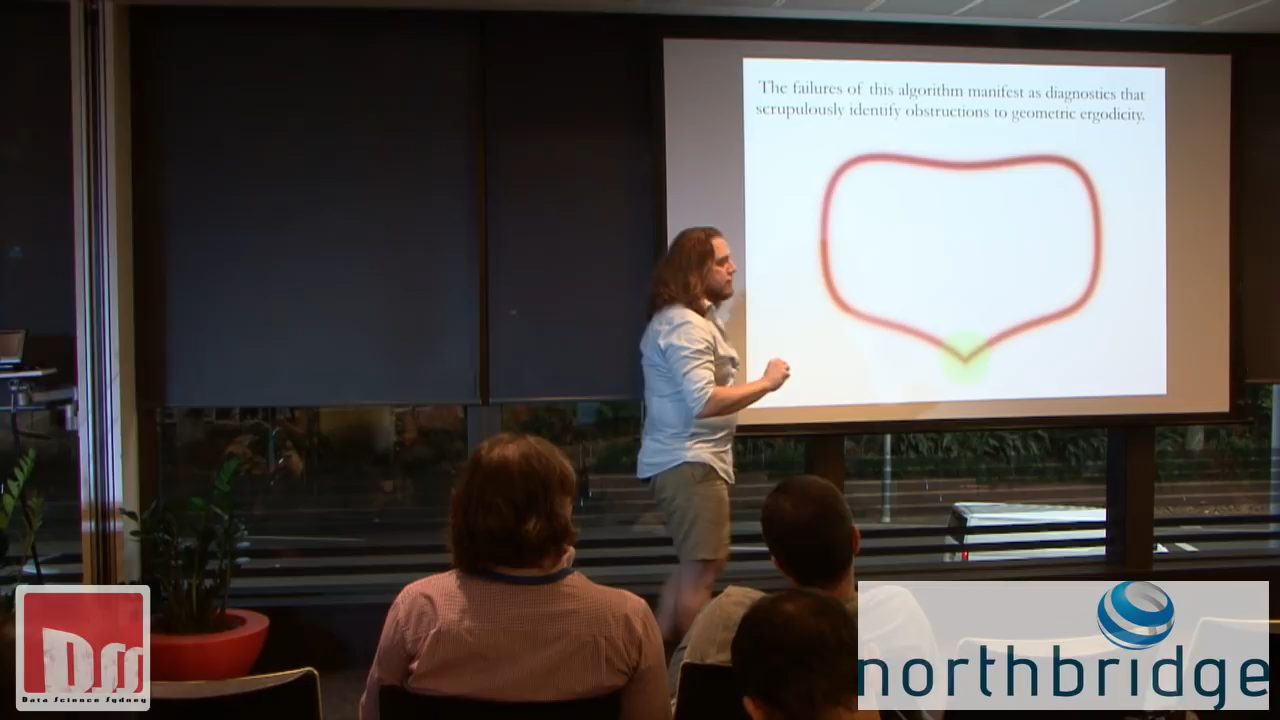 The failures of this algorithm manifest as diagnostics that
scrupulously identify obstructions to geometric ergodicity.
DSS
Data Science Sydney
northbridge